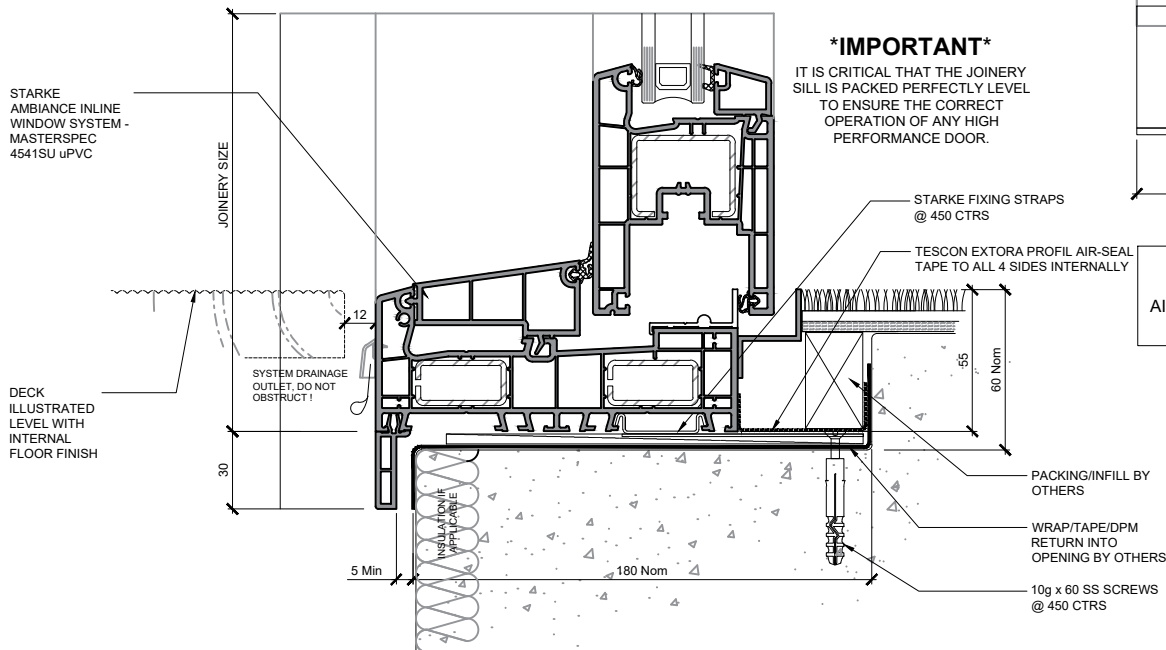 *IMPORTANT*
IT IS CRITICAL THAT THE JOINERY
SILL IS PACKED PERFECTLY LEVEL
TO ENSURE THE CORRECT
OPERATION OF ANY HIGH
PERFORMANCE DOOR.
STARKE
AMBIANCE INLINE
WINDOW SYSTEM -
MASTERSPEC
4541SU uPVC
JOINERY SIZE
STARKE FIXING STRAPS
@ 450 CTRS
TESCON EXTORA PROFIL AIR-SEAL
TAPE TO ALL 4 SIDES INTERNALLY
Al
12
SYSTEM DRAINAGE
OUTLET, DO NOT
OBSTRUCT !
55
60 Nom
DECK
ILLUSTRATED
LEVEL WITH
INTERNAL
FLOOR FINISH
30
INSULATION IF
APPLICABLE
PACKING/INFILL BY
OTHERS
WRAP/TAPE/DPM
RETURN INTO
OPENING BY OTHERS
5 Min
180 Nom
10g x 60 SS SCREWS
@ 450 CTRS